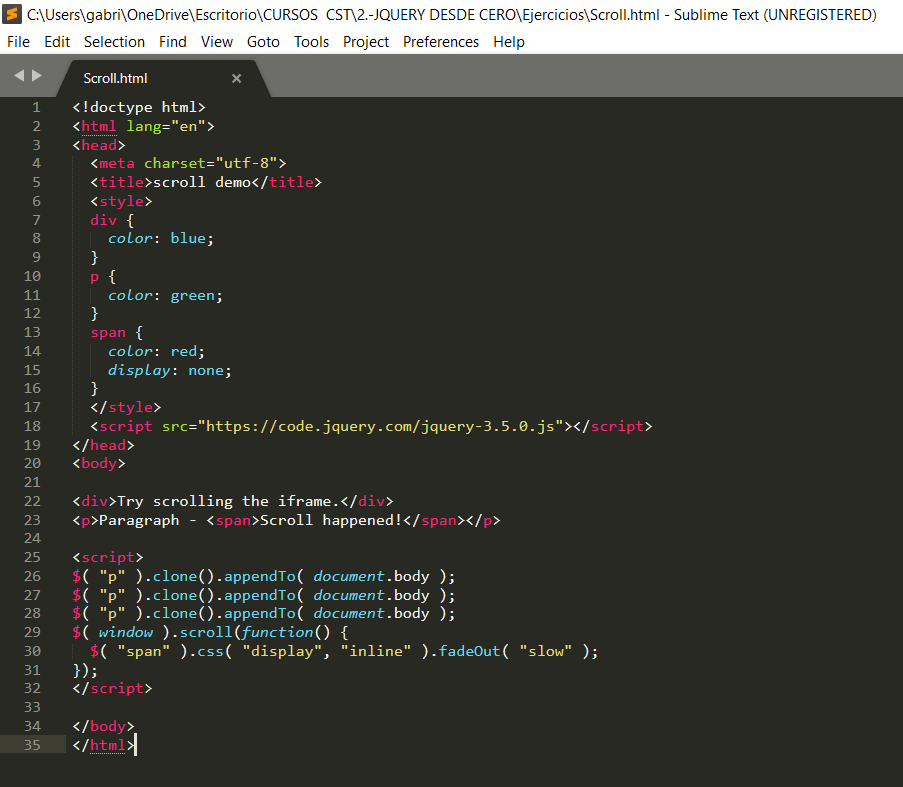 C:\Users\gabri\OneDrive\Escritorio\CURSOS  CST\2.-JQUERY DESDE CERO\Ejercicios\Scroll.html - Sublime Text (UNREGISTERED)
File Edit Selection Find View Goto Tools Project Preferences Help
Scroll.html ×
1 <!doctype html>
2 <html lang="en">
3 <head>
4   <meta charset="utf-8">
5   <title>scroll demo</title>
6   <style>
7   div {
8     color: blue;
9   }
10   p {
11     color: green;
12   }
13   span {
14     color: red;
15     display: none;
16   }
17   </style>
18   <script src="https://code.jquery.com/jquery-3.5.0.js"></script>
19 </head>
20 <body>
21
22 <div>Try scrolling the iframe.</div>
23 <p>Paragraph - <span>Scroll happened!</span></p>
24
25 <script>
26 $( "p" ).clone().appendTo( document.body );
27 $( "p" ).clone().appendTo( document.body );
28 $( "p" ).clone().appendTo( document.body );
29 $( window ).scroll(function() {
30   $( "span" ).css( "display", "inline" ).fadeOut( "slow" );
31 });
32 </script>
33
34 </body>
35 </html>